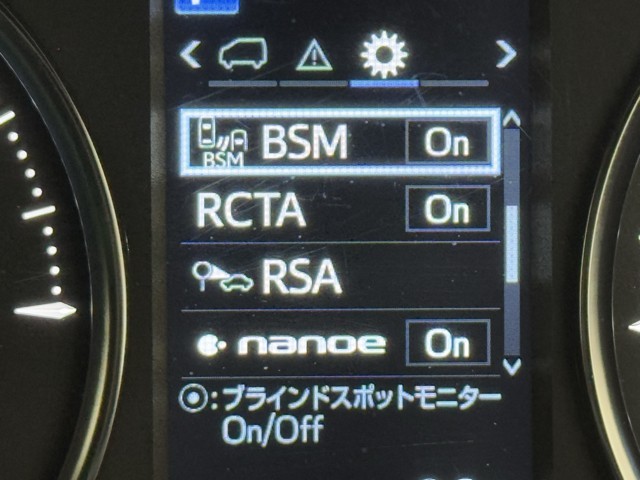 BSM BSM On
RCTA On
RSA
nanoe On
◎:ブラインドスポットモニター
On/Off